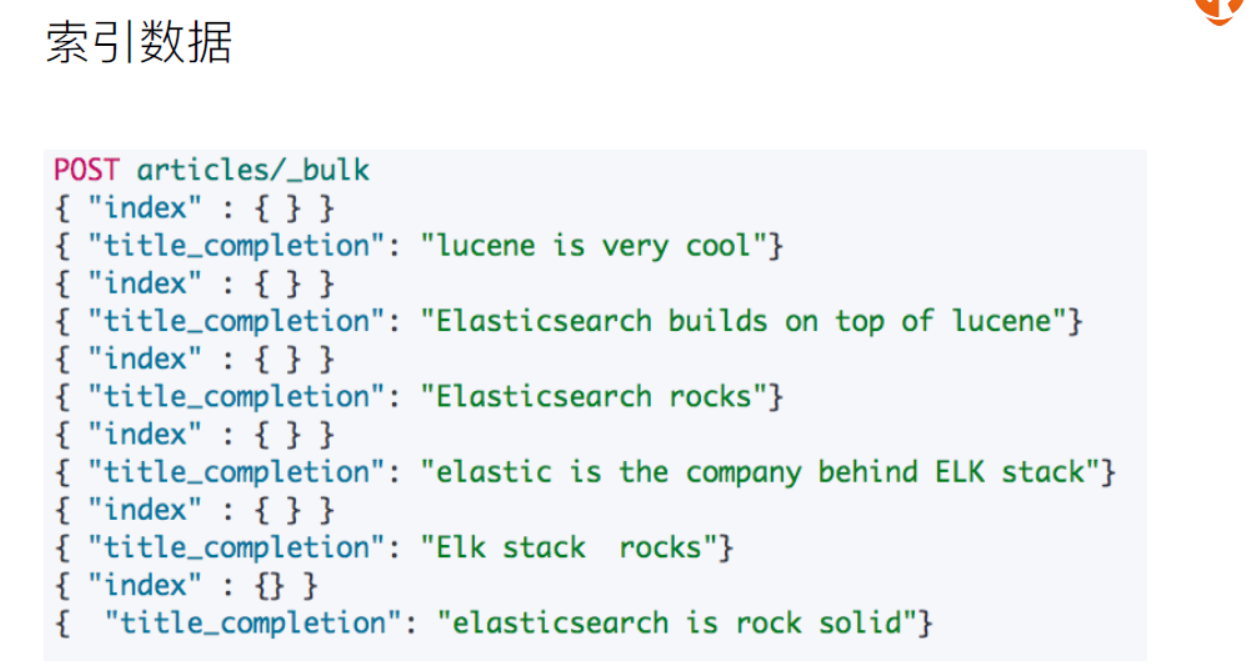 索引数据
POST articles/_bulk
{ "index" : { } }
{ "title_completion": "lucene is very cool"}
{ "index" : { } }
{ "title_completion": "Elasticsearch builds on top of lucene"}
{ "index" : { } }
{ "title_completion": "Elasticsearch rocks"}
{ "index" : { } }
{ "title_completion": "elastic is the company behind ELK stack"}
{ "index" : { } }
{ "title_completion": "Elk stack  rocks"}
{ "index" : {} }
{  "title_completion": "elasticsearch is rock solid"}